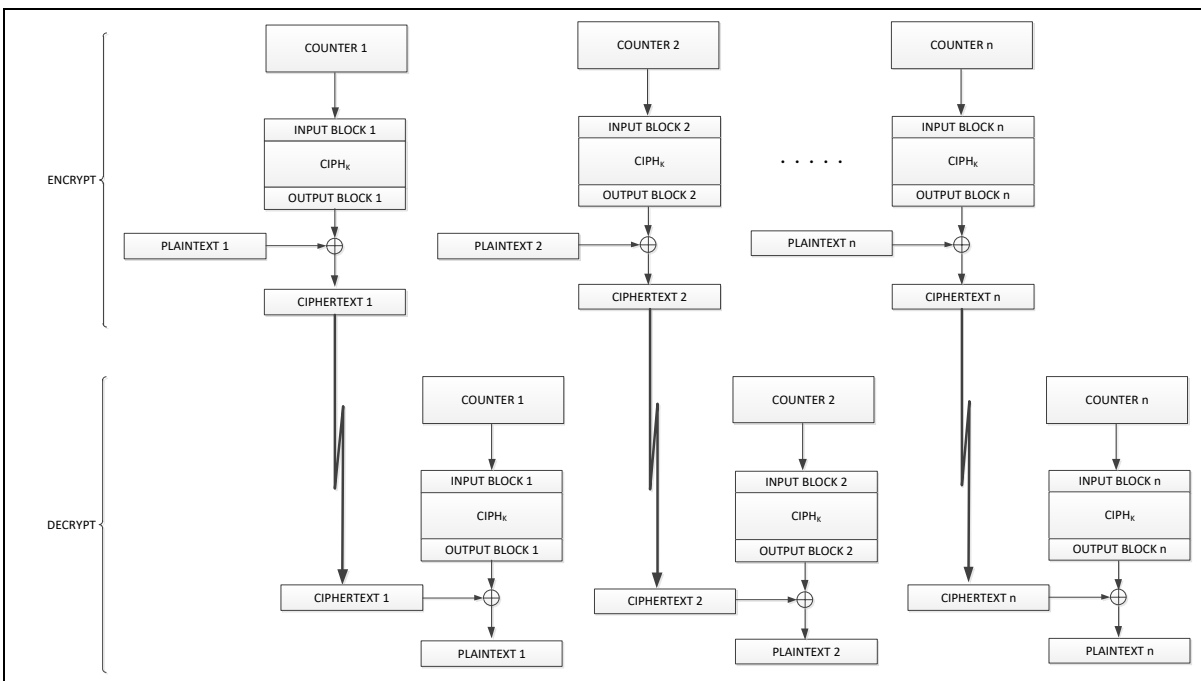 COUNTER 1
COUNTER 2
COUNTER n
INPUT BLOCK 1
INPUT BLOCK 2
INPUT BLOCK n
CIPHK
CIPHK
. . . . .
CIPHK
ENCRYPT
OUTPUT BLOCK 1
OUTPUT BLOCK 2
OUTPUT BLOCK n
PLAINTEXT 1
PLAINTEXT 2
PLAINTEXT n
CIPHERTEXT 1
CIPHERTEXT 2
CIPHERTEXT n
COUNTER 1
COUNTER 2
COUNTER n
INPUT BLOCK 1
INPUT BLOCK 2
INPUT BLOCK n
CIPHK
CIPHK
CIPHK
DECRYPT
OUTPUT BLOCK 1
OUTPUT BLOCK 2
OUTPUT BLOCK n
CIPHERTEXT 1
CIPHERTEXT 2
CIPHERTEXT n
PLAINTEXT 1
PLAINTEXT 2
PLAINTEXT n